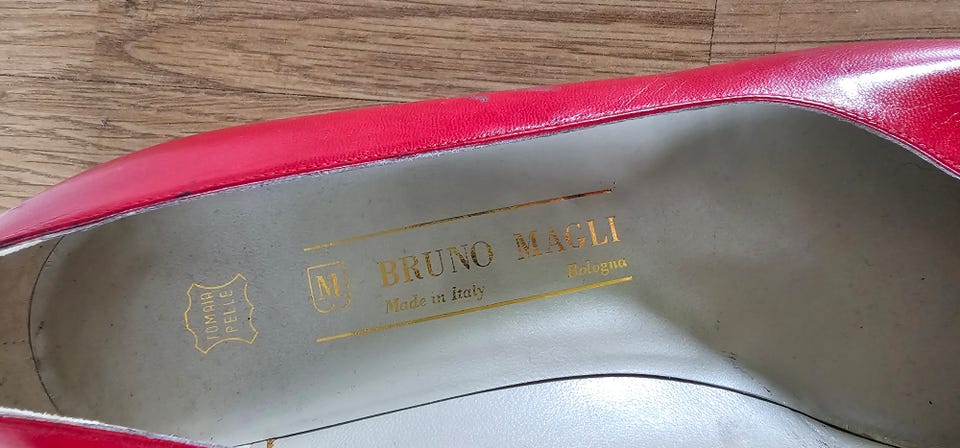 TOMAIA
PELLE
M
BRUNO MAGLI
Made in Italy Bologna